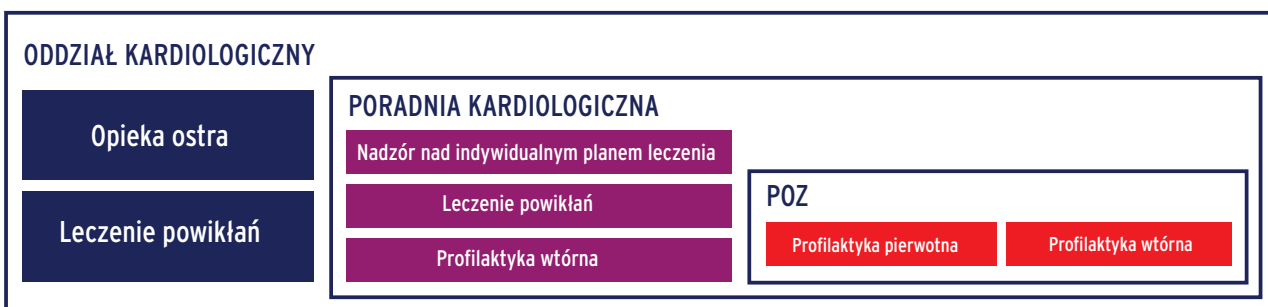 ODDZIAŁ KARDIOLOGICZNY
Opieka ostra
Leczenie powikłań
PORADNIA KARDIOLOGICZNA
Nadzór nad indywidualnym planem leczenia
Leczenie powikłań
Profilaktyka wtórna
POZ
Profilaktyka pierwotna
Profilaktyka wtórna